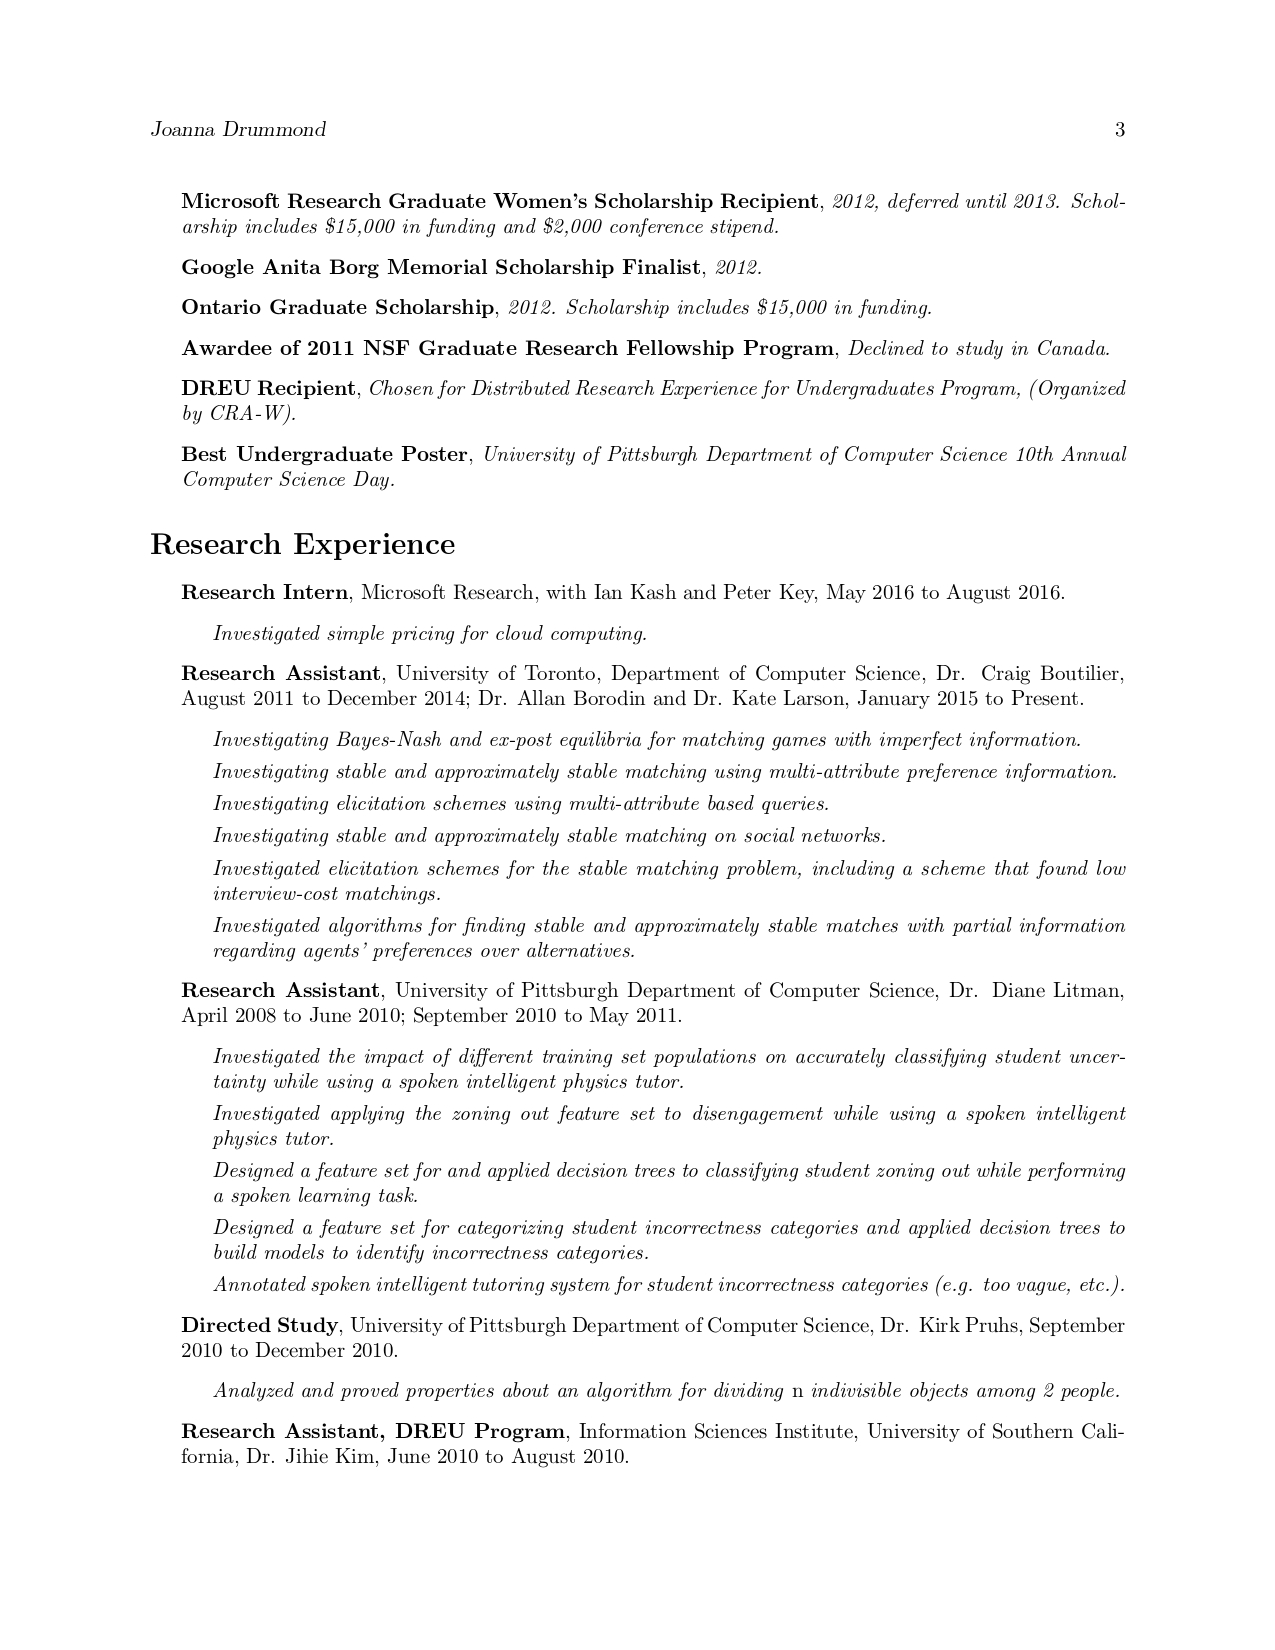 Joanna Drummond 3
Microsoft Research Graduate Women's Scholarship Recipient, 2012, deferred until 2013. Schol-
arship includes $15,000 in funding and $2,000 conference stipend.
Google Anita Borg Memorial Scholarship Finalist, 2012.
Ontario Graduate Scholarship, 2012. Scholarship includes $15,000 in funding.
Awardee of 2011 NSF Graduate Research Fellowship Program, Declined to study in Canada.
DREU Recipient, Chosen for Distributed Research Experience for Undergraduates Program, (Organized
by CRA-W).
Best Undergraduate Poster, University of Pittsburgh Department of Computer Science 10th Annual
Computer Science Day.
Research Experience
Research Intern, Microsoft Research, with Ian Kash and Peter Key, May 2016 to August 2016.
Investigated simple pricing for cloud computing.
Research Assistant, University of Toronto, Department of Computer Science, Dr. Craig Boutilier,
August 2011 to December 2014; Dr. Allan Borodin and Dr. Kate Larson, January 2015 to Present.
Investigating Bayes-Nash and ex-post equilibria for matching games with imperfect information.
Investigating stable and approximately stable matching using multi-attribute preference information.
Investigating elicitation schemes using multi-attribute based queries.
Investigating stable and approximately stable matching on social networks.
Investigated elicitation schemes for the stable matching problem, including a scheme that found low
interview-cost matchings.
Investigated algorithms for finding stable and approximately stable matches with partial information
regarding agents' preferences over alternatives.
Research Assistant, University of Pittsburgh Department of Computer Science, Dr. Diane Litman,
April 2008 to June 2010; September 2010 to May 2011.
Investigated the impact of different training set populations on accurately classifying student uncer-
tainty while using a spoken intelligent physics tutor.
Investigated applying the zoning out feature set to disengagement while using a spoken intelligent
physics tutor.
Designed a feature set for and applied decision trees to classifying student zoning out while performing
a spoken learning task.
Designed a feature set for categorizing student incorrectness categories and applied decision trees to
build models to identify incorrectness categories.
Annotated spoken intelligent tutoring system for student incorrectness categories (e.g. too vague, etc.).
Directed Study, University of Pittsburgh Department of Computer Science, Dr. Kirk Pruhs, September
2010 to December 2010.
Analyzed and proved properties about an algorithm for dividing n indivisible objects among 2 people.
Research Assistant, DREU Program, Information Sciences Institute, University of Southern Cali-
fornia, Dr. Jihie Kim, June 2010 to August 2010.